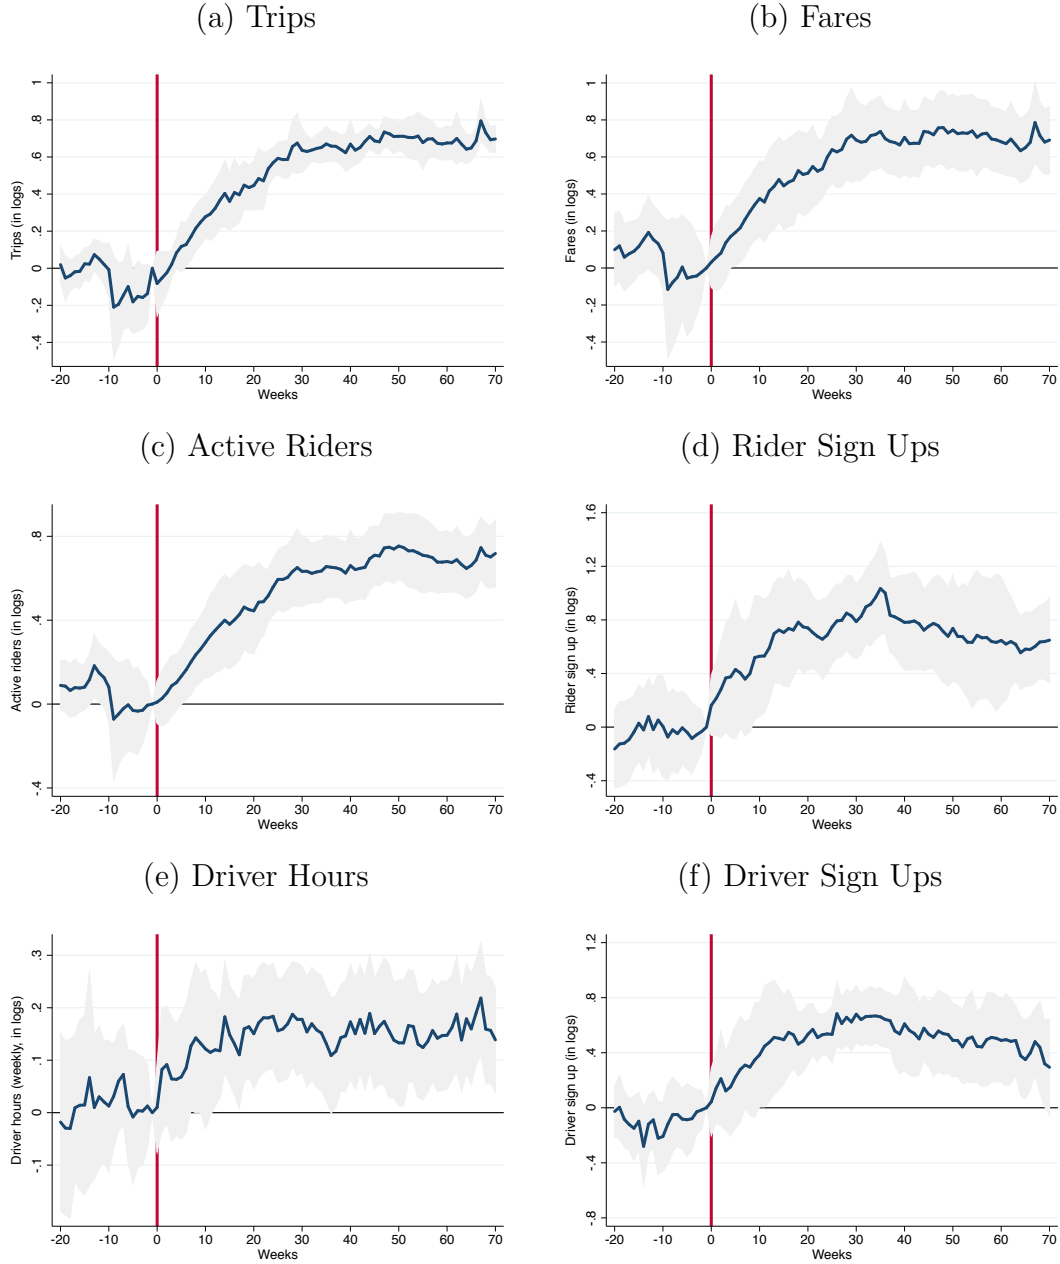 (a) Trips
1
.8
.6
.4
.2
0
-.2
-.4
Trips (in logs)
-20 -10 0 10 20 30 40 50 60 70
Weeks
(b) Fares
1
.8
.6
.4
.2
0
-.2
-.4
Fares (in logs)
-20 -10 0 10 20 30 40 50 60 70
Weeks
(c) Active Riders
.8
.4
0
-.4
Active riders (in logs)
-20 -10 0 10 20 30 40 50 60 70
Weeks
(d) Rider Sign Ups
1.6
1.2
.8
.4
0
-.4
Rider sign up (in logs)
-20 -10 0 10 20 30 40 50 60 70
Weeks
(e) Driver Hours
.3
.2
.1
0
-.1
Driver hours (weekly, in logs)
-20 -10 0 10 20 30 40 50 60 70
Weeks
(f) Driver Sign Ups
1.2
.8
.4
0
-.4
-.8
Driver sign up (in logs)
-20 -10 0 10 20 30 40 50 60 70
Weeks